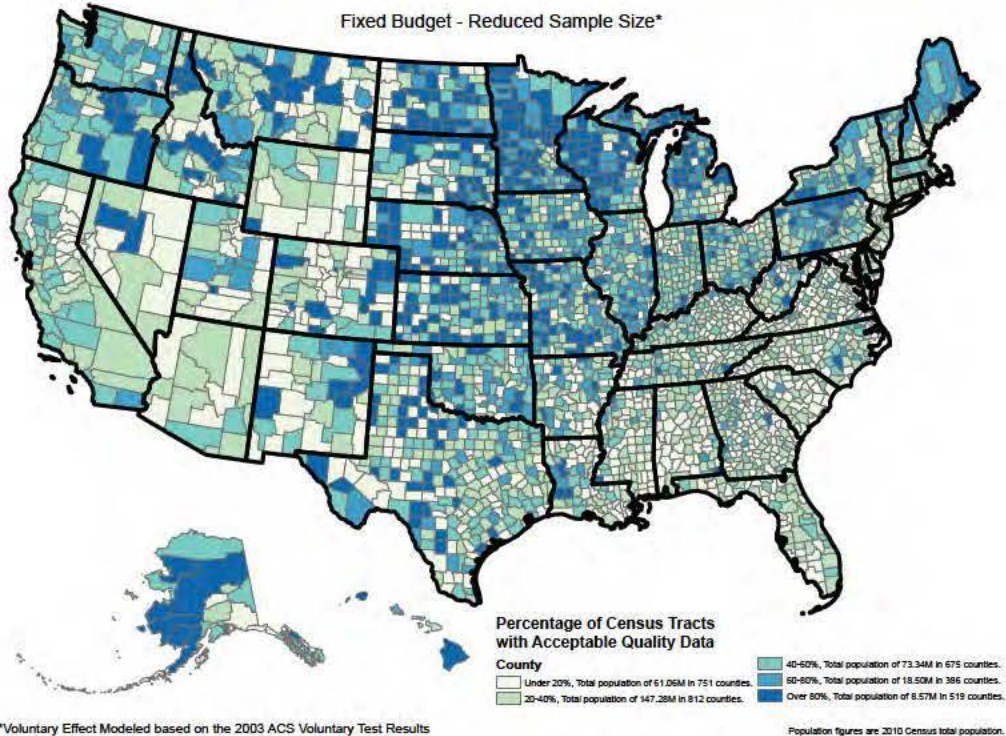 Fixed Budget - Reduced Sample Size*
Percentage of Census Tracts
with Acceptable Quality Data
County
Under 20%, Total population of 61.06M in 751 counties.
20-40%, Total population of 147.28M in 812 counties.
40-60%, Total population of 73.34M in 675 counties.
60-80%, Total population of 18.50M in 386 counties.
Over 80%, Total population of 8.57M in 519 counties.
*Voluntary Effect Modeled based on the 2003 ACS Voluntary Test Results
Population figures are 2010 Census total population.